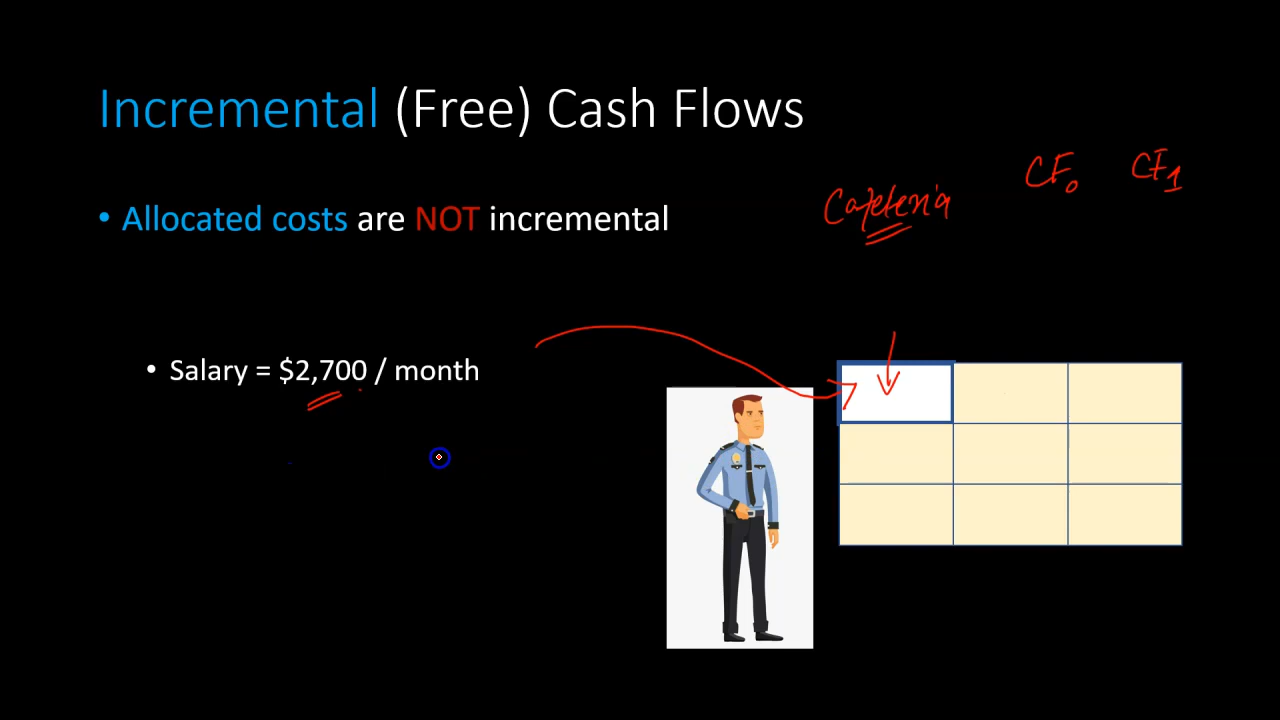 Incremental (Free) Cash Flows
CF₀ CF₁
Cafeteria
• Allocated costs are NOT incremental
• Salary = $2,700 / month